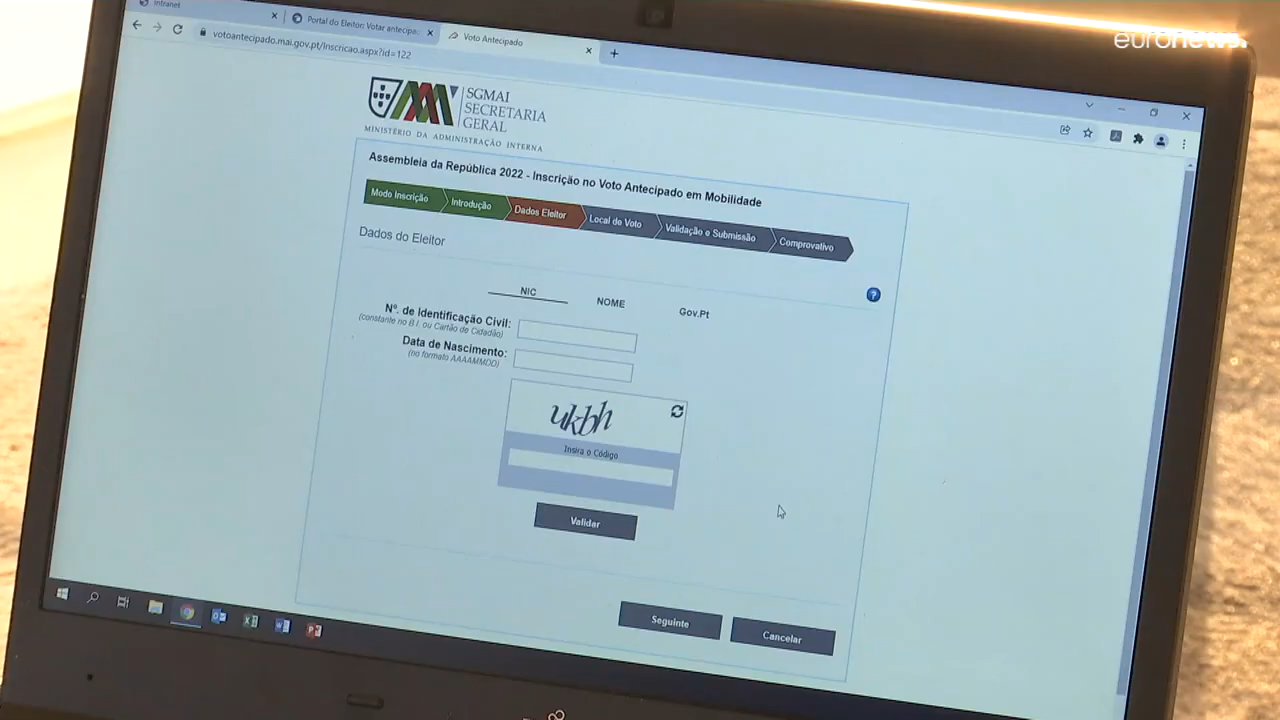 Intranet
Portal do Eleitor: Votar antecipa
Voto Antecipado
votoantecipado.mai.gov.pt/Inscricao.aspx?id=122
euronews.
SGMAI
SECRETARIA
GERAL
MINISTÉRIO DA ADMINISTRAÇÃO INTERNA
Assembleia da República 2022 - Inscrição no Voto Antecipado em Mobilidade
Modo Inscrição
Introdução
Dados Eleitor
Local do Voto
Validação e Submissão
Comprovativo
Dados do Eleitor
?
NIC
NOME
Gov.Pt
Nº. de Identificação Civil:
(constante no B.I. ou Cartão de Cidadão)
Data de Nascimento:
(no formato AAAAMMDD)
ukbh
Insira o Código
Validar
Seguinte
Cancelar